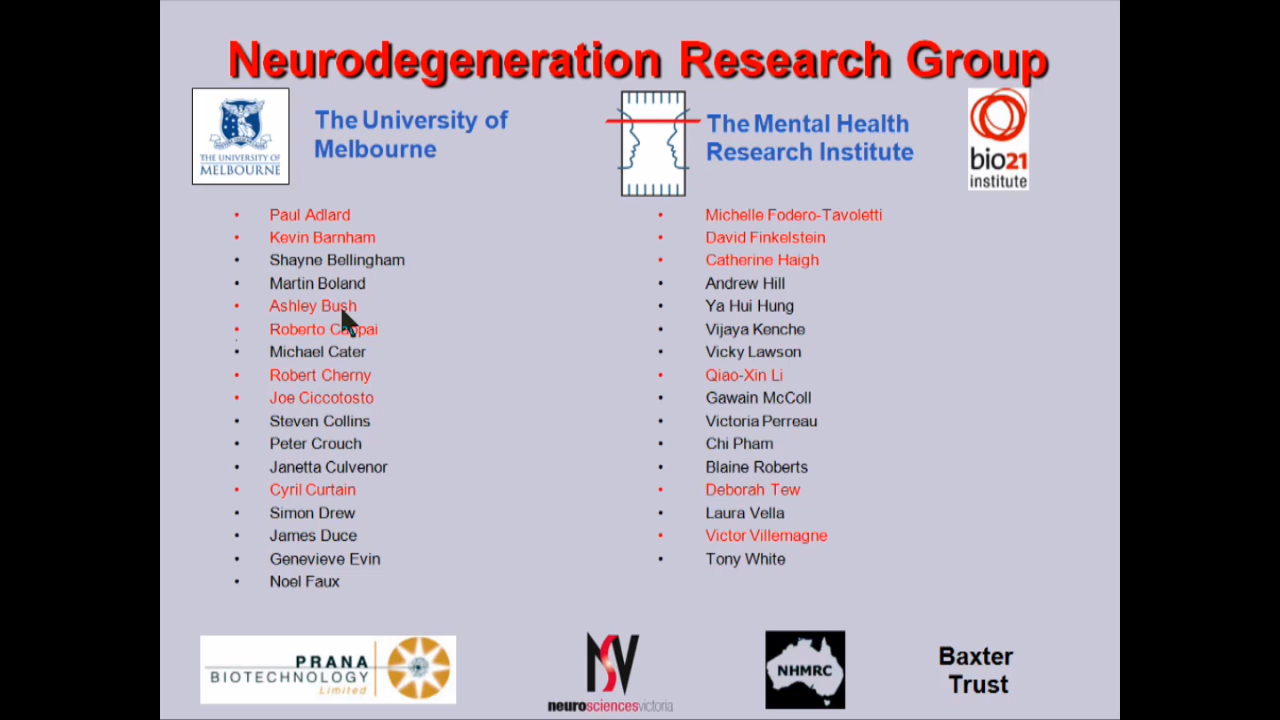 Neurodegeneration Research Group
THE UNIVERSITY OF
MELBOURNE
The University of
Melbourne
The Mental Health
Research Institute
bio21
institute
• Paul Adlard
• Kevin Barnham
• Shayne Bellingham
• Martin Boland
• Ashley Bush
• Roberto Cappai
• Michael Cater
• Robert Cherny
• Joe Ciccotosto
• Steven Collins
• Peter Crouch
• Janetta Culvenor
• Cyril Curtain
• Simon Drew
• James Duce
• Genevieve Evin
• Noel Faux
• Michelle Fodero-Tavoletti
• David Finkelstein
• Catherine Haigh
• Andrew Hill
• Ya Hui Hung
• Vijaya Kenche
• Vicky Lawson
• Qiao-Xin Li
• Gawain McColl
• Victoria Perreau
• Chi Pham
• Blaine Roberts
• Deborah Tew
• Laura Vella
• Victor Villemagne
• Tony White
PRANA
BIOTECHNOLOGY
Limited
NSV
neurosciencesvictoria
NHMRC
Baxter
Trust